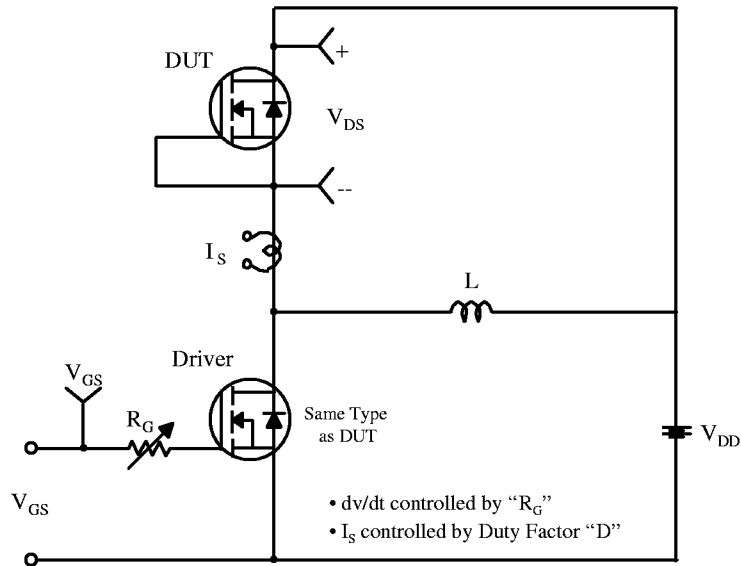 DUT
+
V_DS
--
I_S
L
Driver
V_GS
R_G
Same Type
as DUT
V_DD
V_GS
• dv/dt controlled by “R_G”
• I_S controlled by Duty Factor “D”